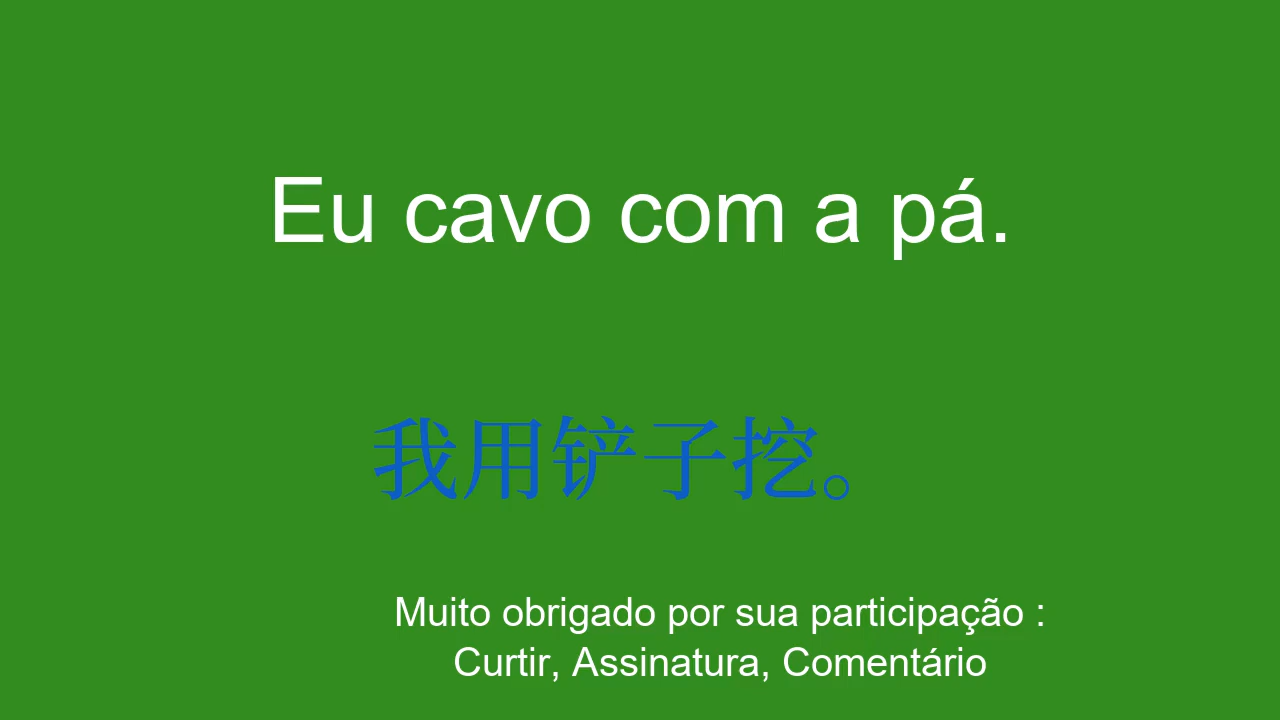 Eu cavo com a pá.
我用铲子挖。
Muito obrigado por sua participação :
Curtir, Assinatura, Comentário